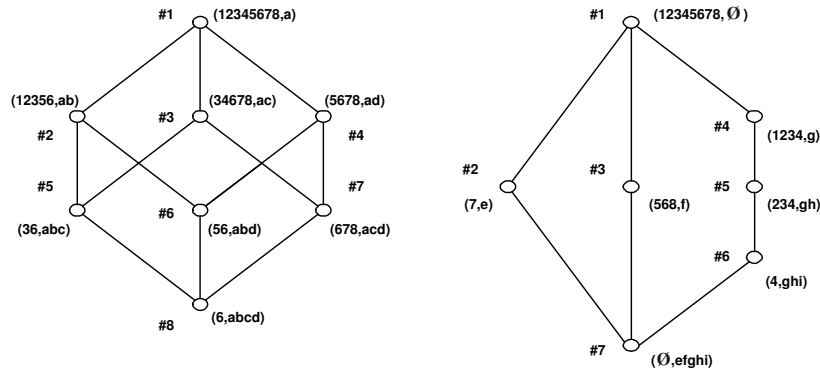 #1
(12345678,a)
(12356,ab)
#2
#3
(34678,ac)
(5678,ad)
#4
#5
(36,abc)
#6
(56,abd)
#7
(678,acd)
#8
(6,abcd)
#1
(12345678,Ø)
#2
(7,e)
#3
(568,f)
#4
(1234,g)
#5
(234,gh)
#6
(4,ghi)
#7
(Ø,efghi)